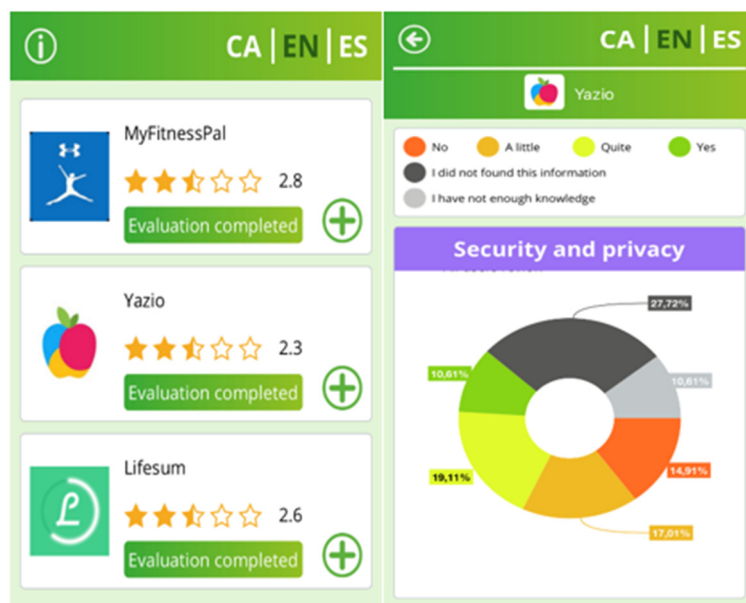 CA | EN | ES
MyFitnessPal
2.8
Evaluation completed
Yazio
2.3
Evaluation completed
Lifesum
2.6
Evaluation completed
CA | EN | ES
Yazio
No
A little
Quite
Yes
I did not found this information
I have not enough knowledge
Security and privacy
27,72%
10,61%
10,61%
19,11%
14,91%
17,01%